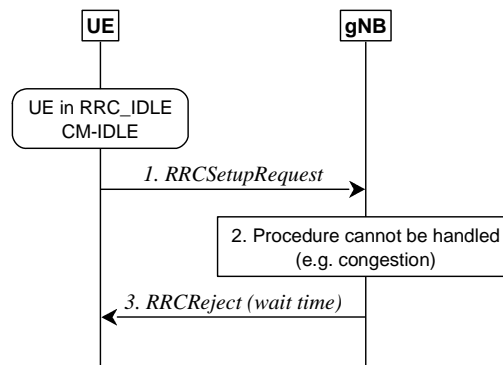 UE
gNB
UE in RRC_IDLE
CM-IDLE
1. RRCSetupRequest
2. Procedure cannot be handled
(e.g. congestion)
3. RRCReject (wait time)